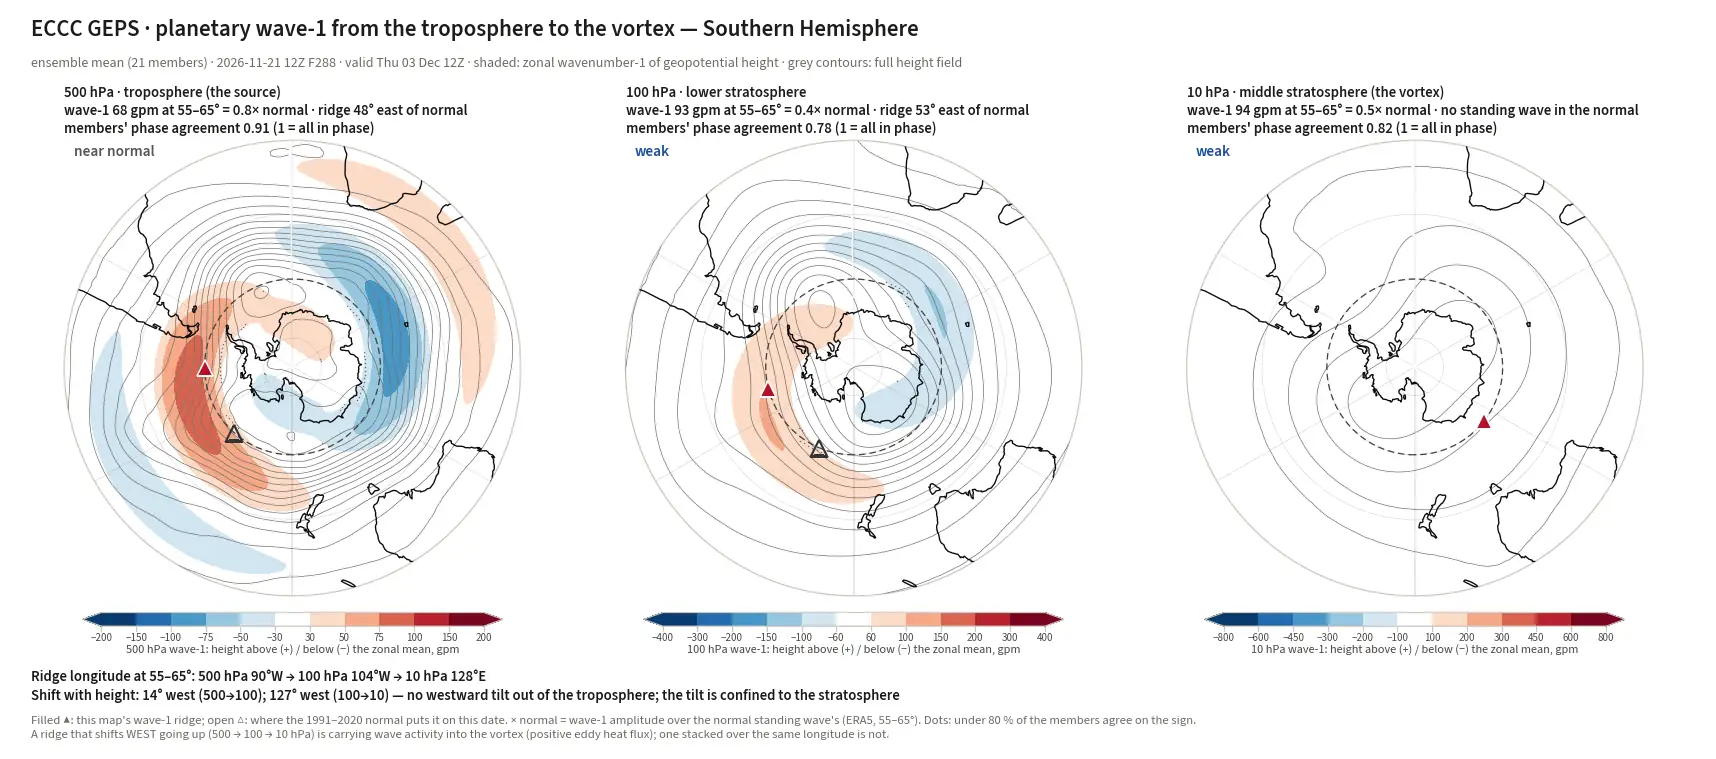 ECCC GEPS · planetary wave-1 from the troposphere to the vortex — Southern Hemisphere
ensemble mean (21 members) · 2026-11-21 12Z F288 · valid Thu 03 Dec 12Z · shaded: zonal wavenumber-1 of geopotential height · grey contours: full height field
500 hPa · troposphere (the source)
wave-1 68 gpm at 55–65° = 0.8× normal · ridge 48° east of normal
members' phase agreement 0.91 (1 = all in phase)
near normal
100 hPa · lower stratosphere
wave-1 93 gpm at 55–65° = 0.4× normal · ridge 53° east of normal
members' phase agreement 0.78 (1 = all in phase)
weak
10 hPa · middle stratosphere (the vortex)
wave-1 94 gpm at 55–65° = 0.5× normal · no standing wave in the normal
members' phase agreement 0.82 (1 = all in phase)
weak
−200 −150 −100 −75 −50 −30 30 50 75 100 150 200
500 hPa wave-1: height above (+) / below (−) the zonal mean, gpm
−400 −300 −200 −150 −100 −60 60 100 150 200 300 400
100 hPa wave-1: height above (+) / below (−) the zonal mean, gpm
−800 −600 −450 −300 −200 −100 100 200 300 450 600 800
10 hPa wave-1: height above (+) / below (−) the zonal mean, gpm
Ridge longitude at 55–65°: 500 hPa 90°W → 100 hPa 104°W → 10 hPa 128°E
Shift with height: 14° west (500→100); 127° west (100→10) — no westward tilt out of the troposphere; the tilt is confined to the stratosphere
Filled ▲: this map's wave-1 ridge; open △: where the 1991–2020 normal puts it on this date. × normal = wave-1 amplitude over the normal standing wave's (ERA5, 55–65°). Dots: under 80 % of the members agree on the sign.
A ridge that shifts WEST going up (500 → 100 → 10 hPa) is carrying wave activity into the vortex (positive eddy heat flux); one stacked over the same longitude is not.